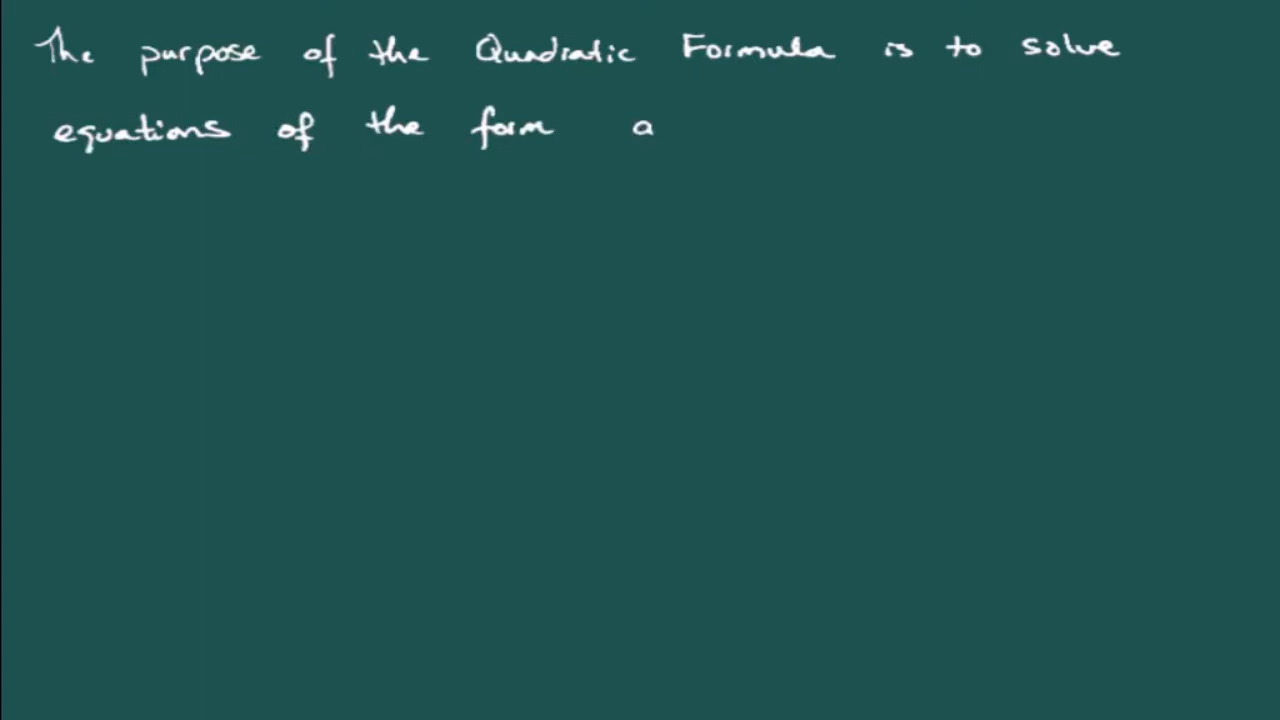 The purpose of the Quadratic Formula is to solve
equations of the form a